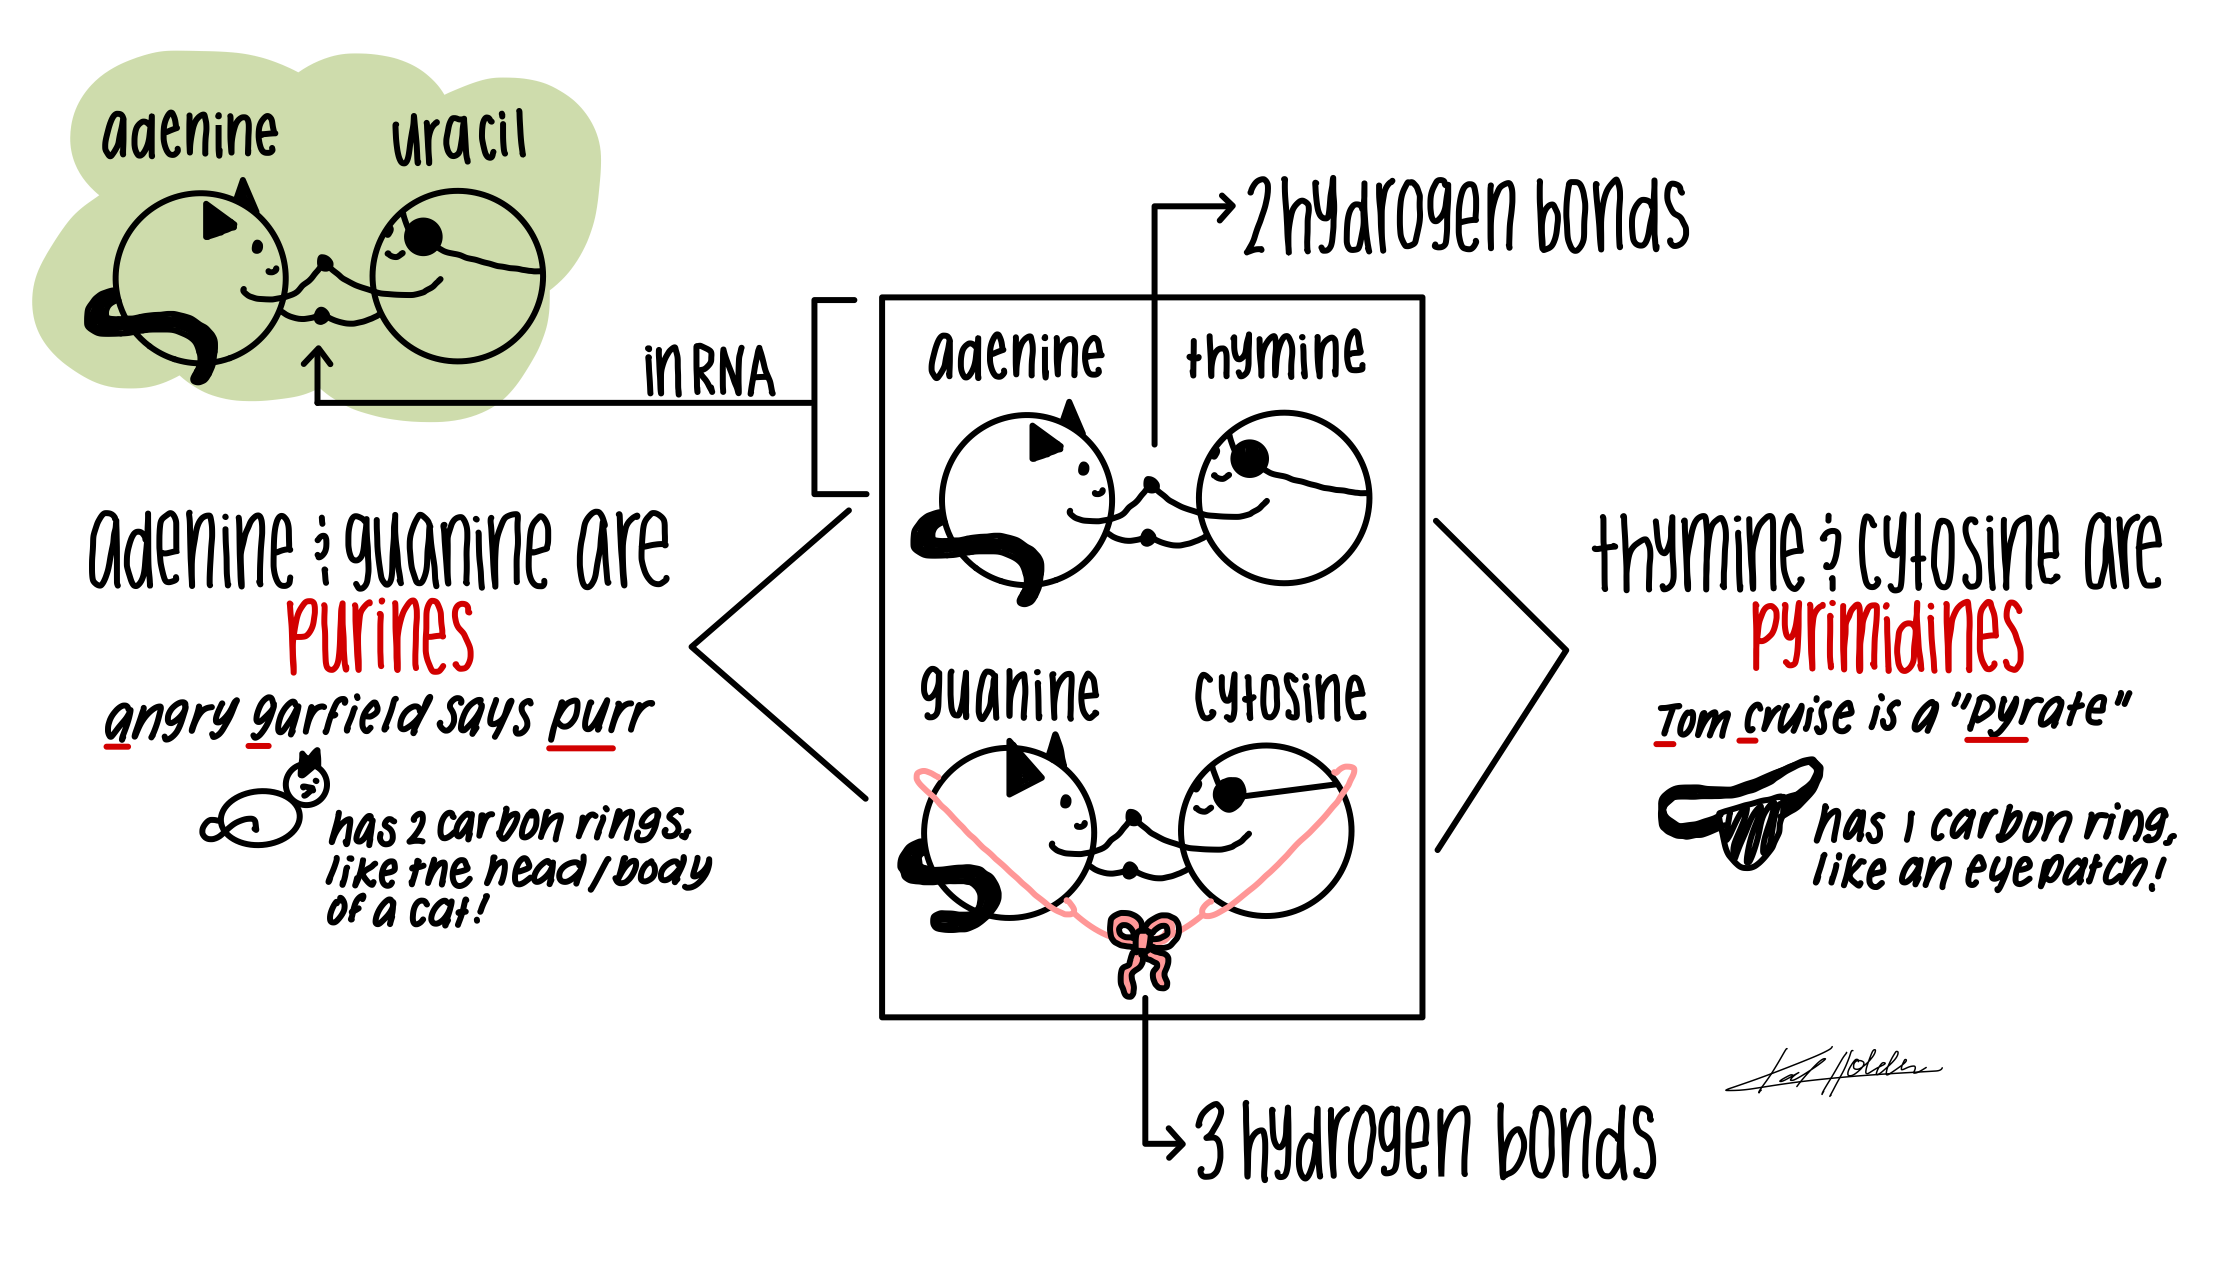 adenine
uracil
in RNA
2 hydrogen bonds
adenine
thymine
adenine & guanine are
purines
angry garfield says purr
has 2 carbon rings.
like the head/body
of a cat!
guanine
cytosine
thymine & cytosine are
pyrimidines
Tom cruise is a "pyrate"
has 1 carbon ring,
like an eyepatch!
3 hydrogen bonds